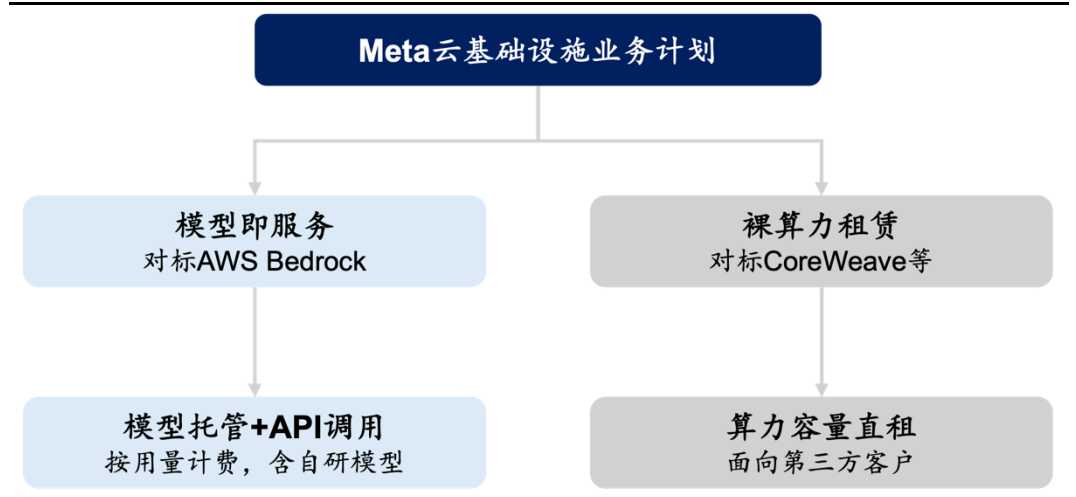 Meta云基础设施业务计划
模型即服务
对标AWS Bedrock
裸算力租赁
对标CoreWeave等
模型托管+API调用
按用量计费，含自研模型
算力容量直租
面向第三方客户